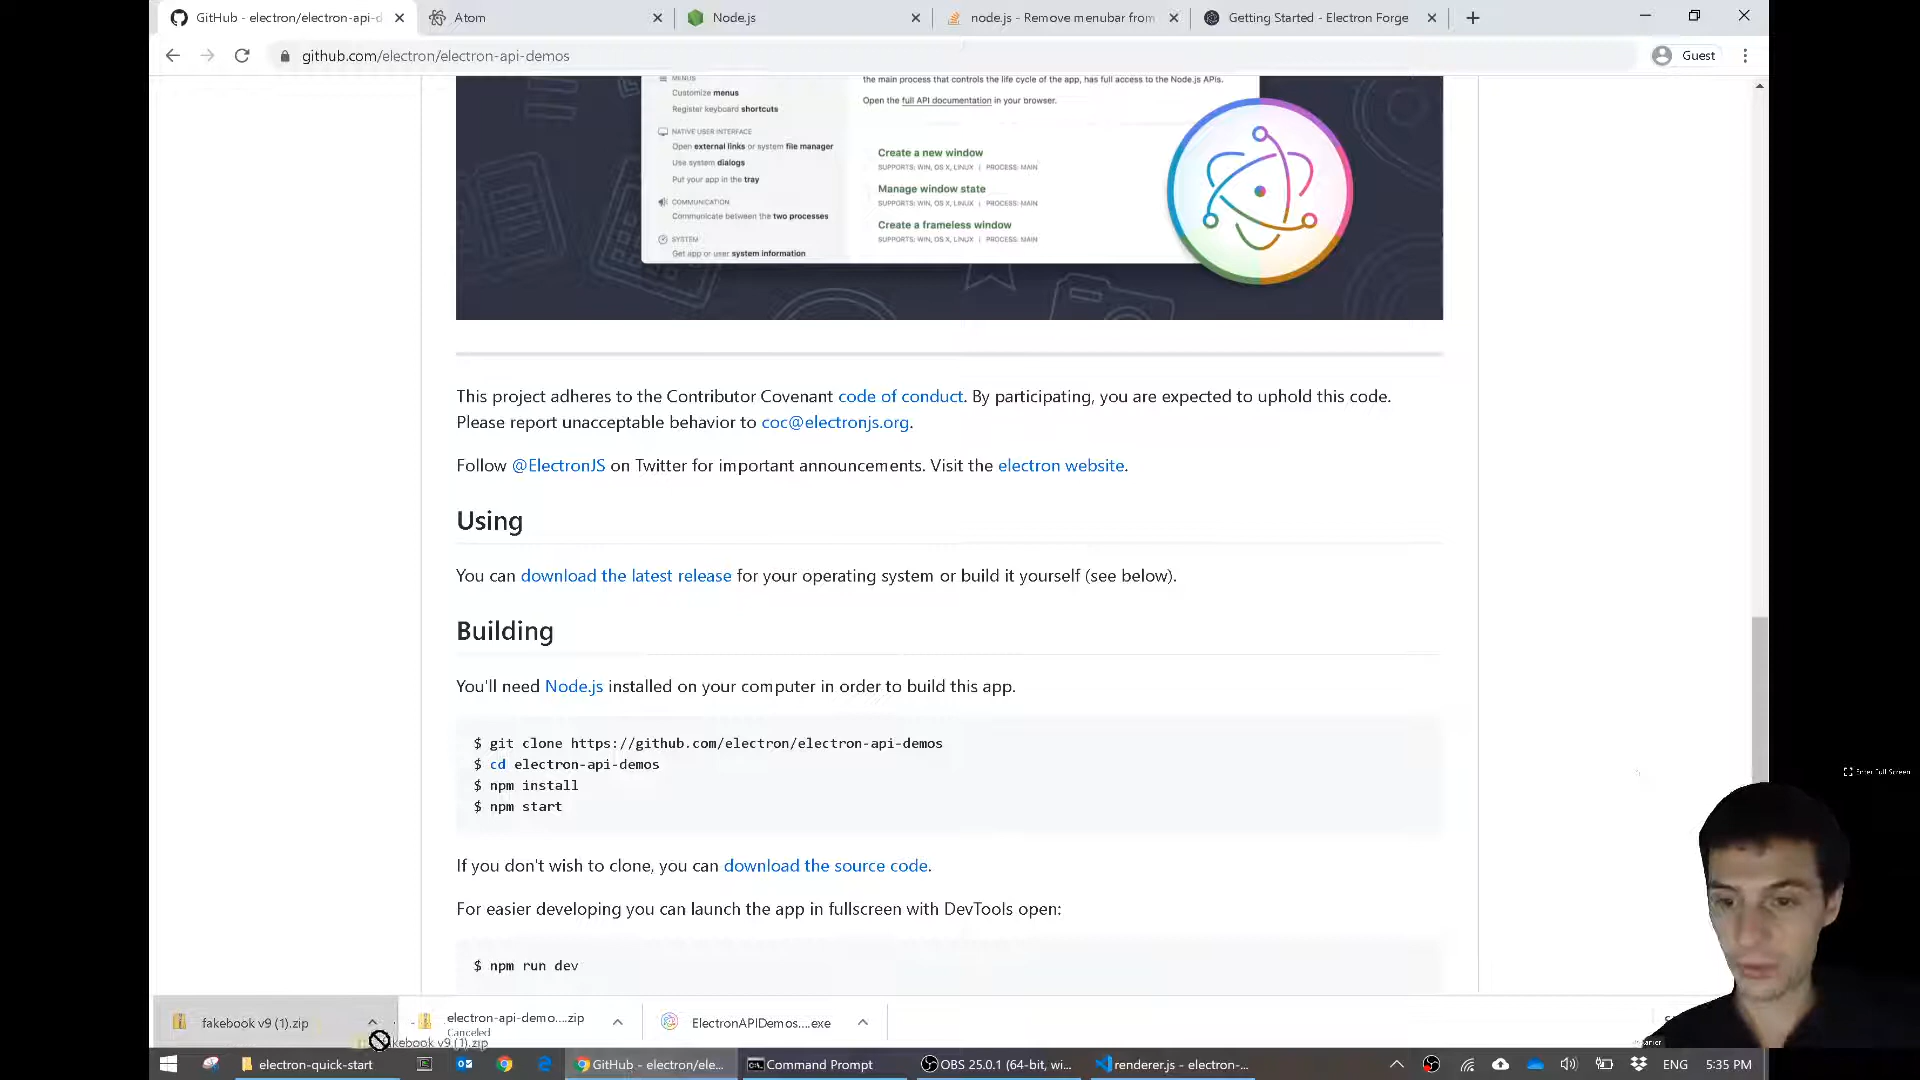 GitHub - electron/electron-api-d
Atom
Node.js
node.js - Remove menubar from
Getting Started - Electron Forge
github.com/electron/electron-api-demos
Guest
MENUS
Customize menus
Register keyboard shortcuts
NATIVE USER INTERFACE
Open external links or system file manager
Use system dialogs
Put your app in the tray
COMMUNICATION
Communicate between the two processes
SYSTEM
Get app or user system information
the main process that controls the life cycle of the app, has full access to the Node.js APIs.
Open the full API documentation in your browser.
Create a new window
SUPPORTS: WIN, OS X, LINUX | PROCESS: MAIN
Manage window state
SUPPORTS: WIN, OS X, LINUX | PROCESS: MAIN
Create a frameless window
SUPPORTS: WIN, OS X, LINUX | PROCESS: MAIN
This project adheres to the Contributor Covenant code of conduct. By participating, you are expected to uphold this code.
Please report unacceptable behavior to coc@electronjs.org.
Follow @ElectronJS on Twitter for important announcements. Visit the electron website.
Using
You can download the latest release for your operating system or build it yourself (see below).
Building
You'll need Node.js installed on your computer in order to build this app.
$ git clone https://github.com/electron/electron-api-demos
$ cd electron-api-demos
$ npm install
$ npm start
If you don't wish to clone, you can download the source code.
For easier developing you can launch the app in fullscreen with DevTools open:
$ npm run dev
Enter Full Screen
fakebook v9 (1).zip
electron-api-demo....zip
Canceled
ElectronAPIDemos....exe
kebook v9 (1).zip
electron-quick-start
GitHub - electron/ele...
Command Prompt
OBS 25.0.1 (64-bit, wi...
renderer.js - electron-...
ENG
5:35 PM